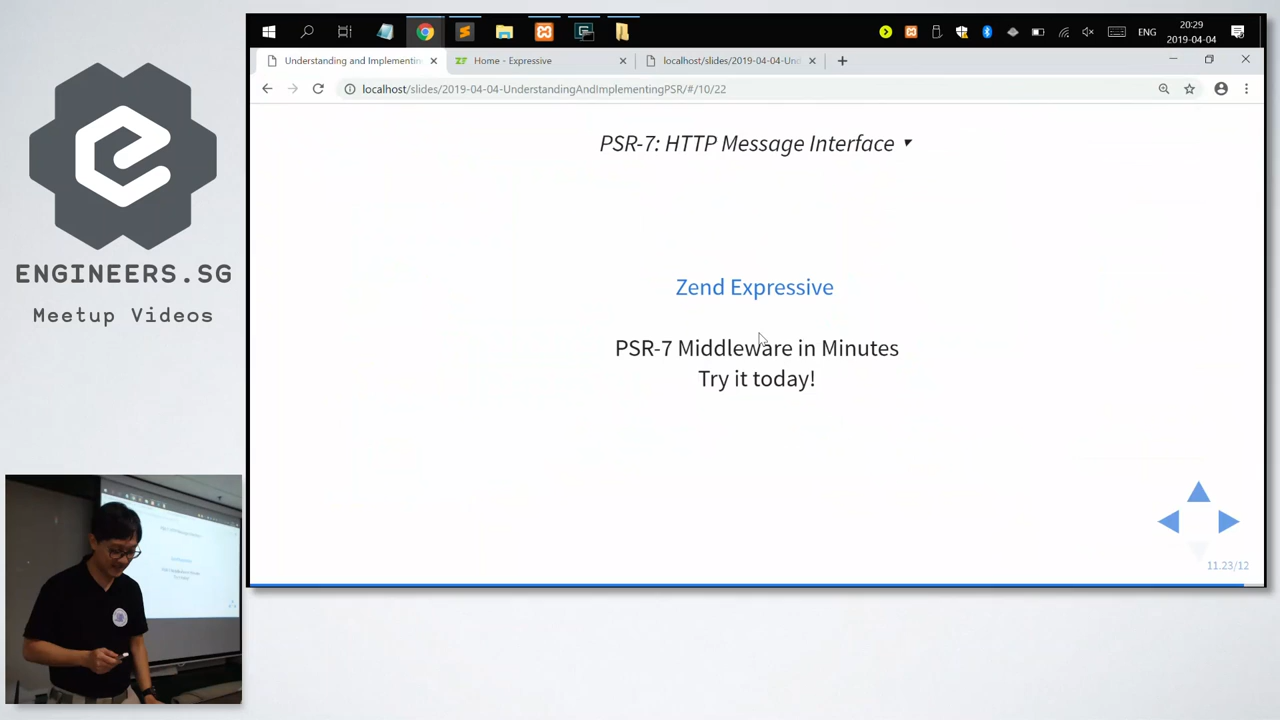 20:29
ENG
2019-04-04
Understanding and Implementin
Home - Expressive
localhost/slides/2019-04-04-Und
localhost/slides/2019-04-04-UnderstandingAndImplementingPSR/#/10/22
PSR-7: HTTP Message Interface
Zend Expressive
PSR-7 Middleware in Minutes
Try it today!
11.23/12
ENGINEERS.SG
Meetup Videos